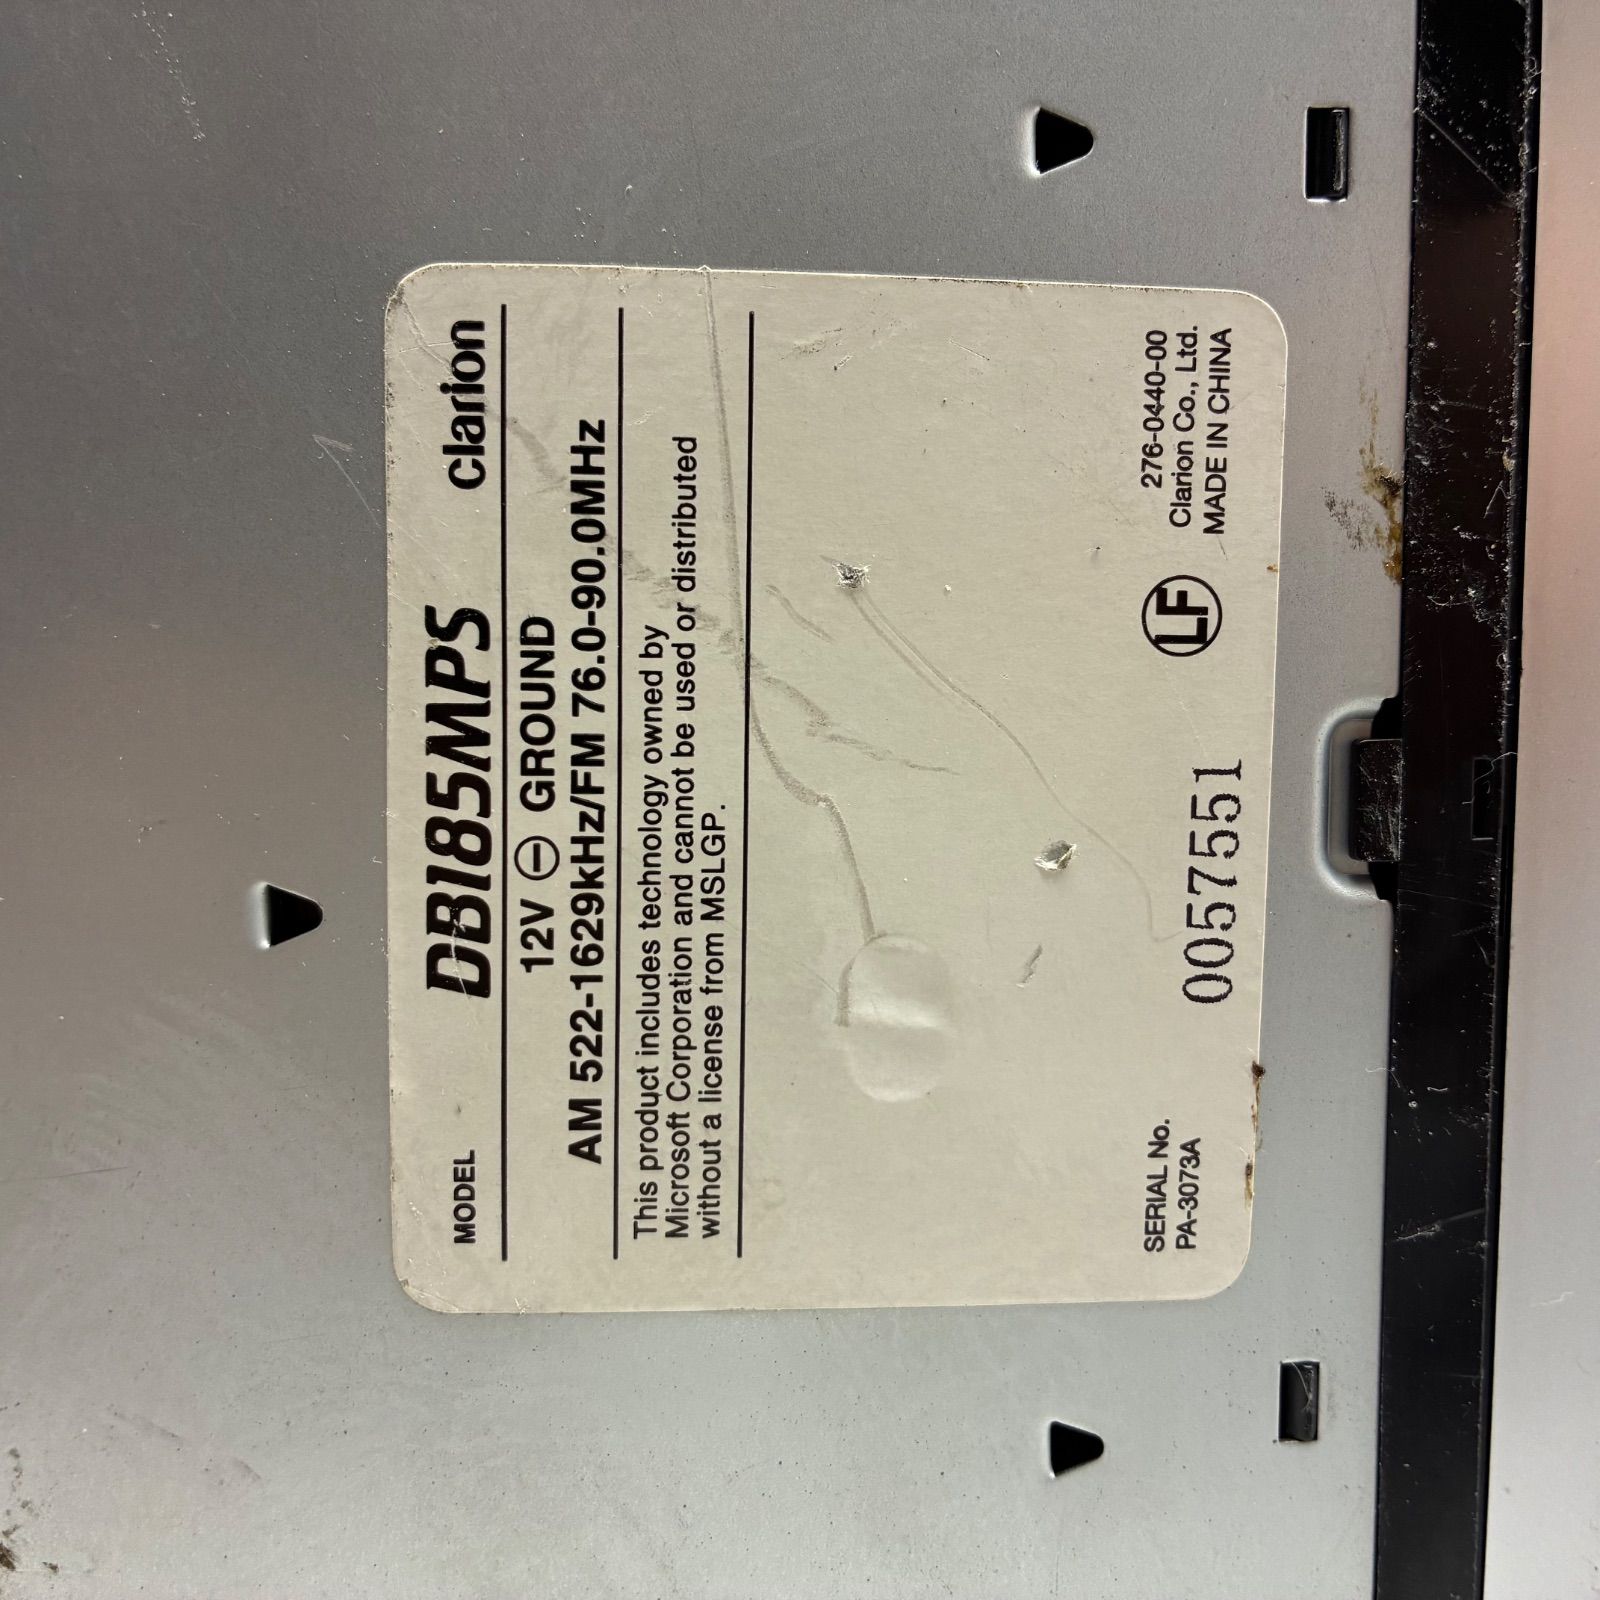 MODEL DB185MPS Clarion
12V ⊖ GROUND
AM 522-1629kHz/FM 76.0-90.0MHz
This product includes technology owned by
Microsoft Corporation and cannot be used or distributed
without a license from MSLGP.
SERIAL No.
PA-3073A
0057551
LF
276-0440-00
Clarion Co., Ltd.
MADE IN CHINA